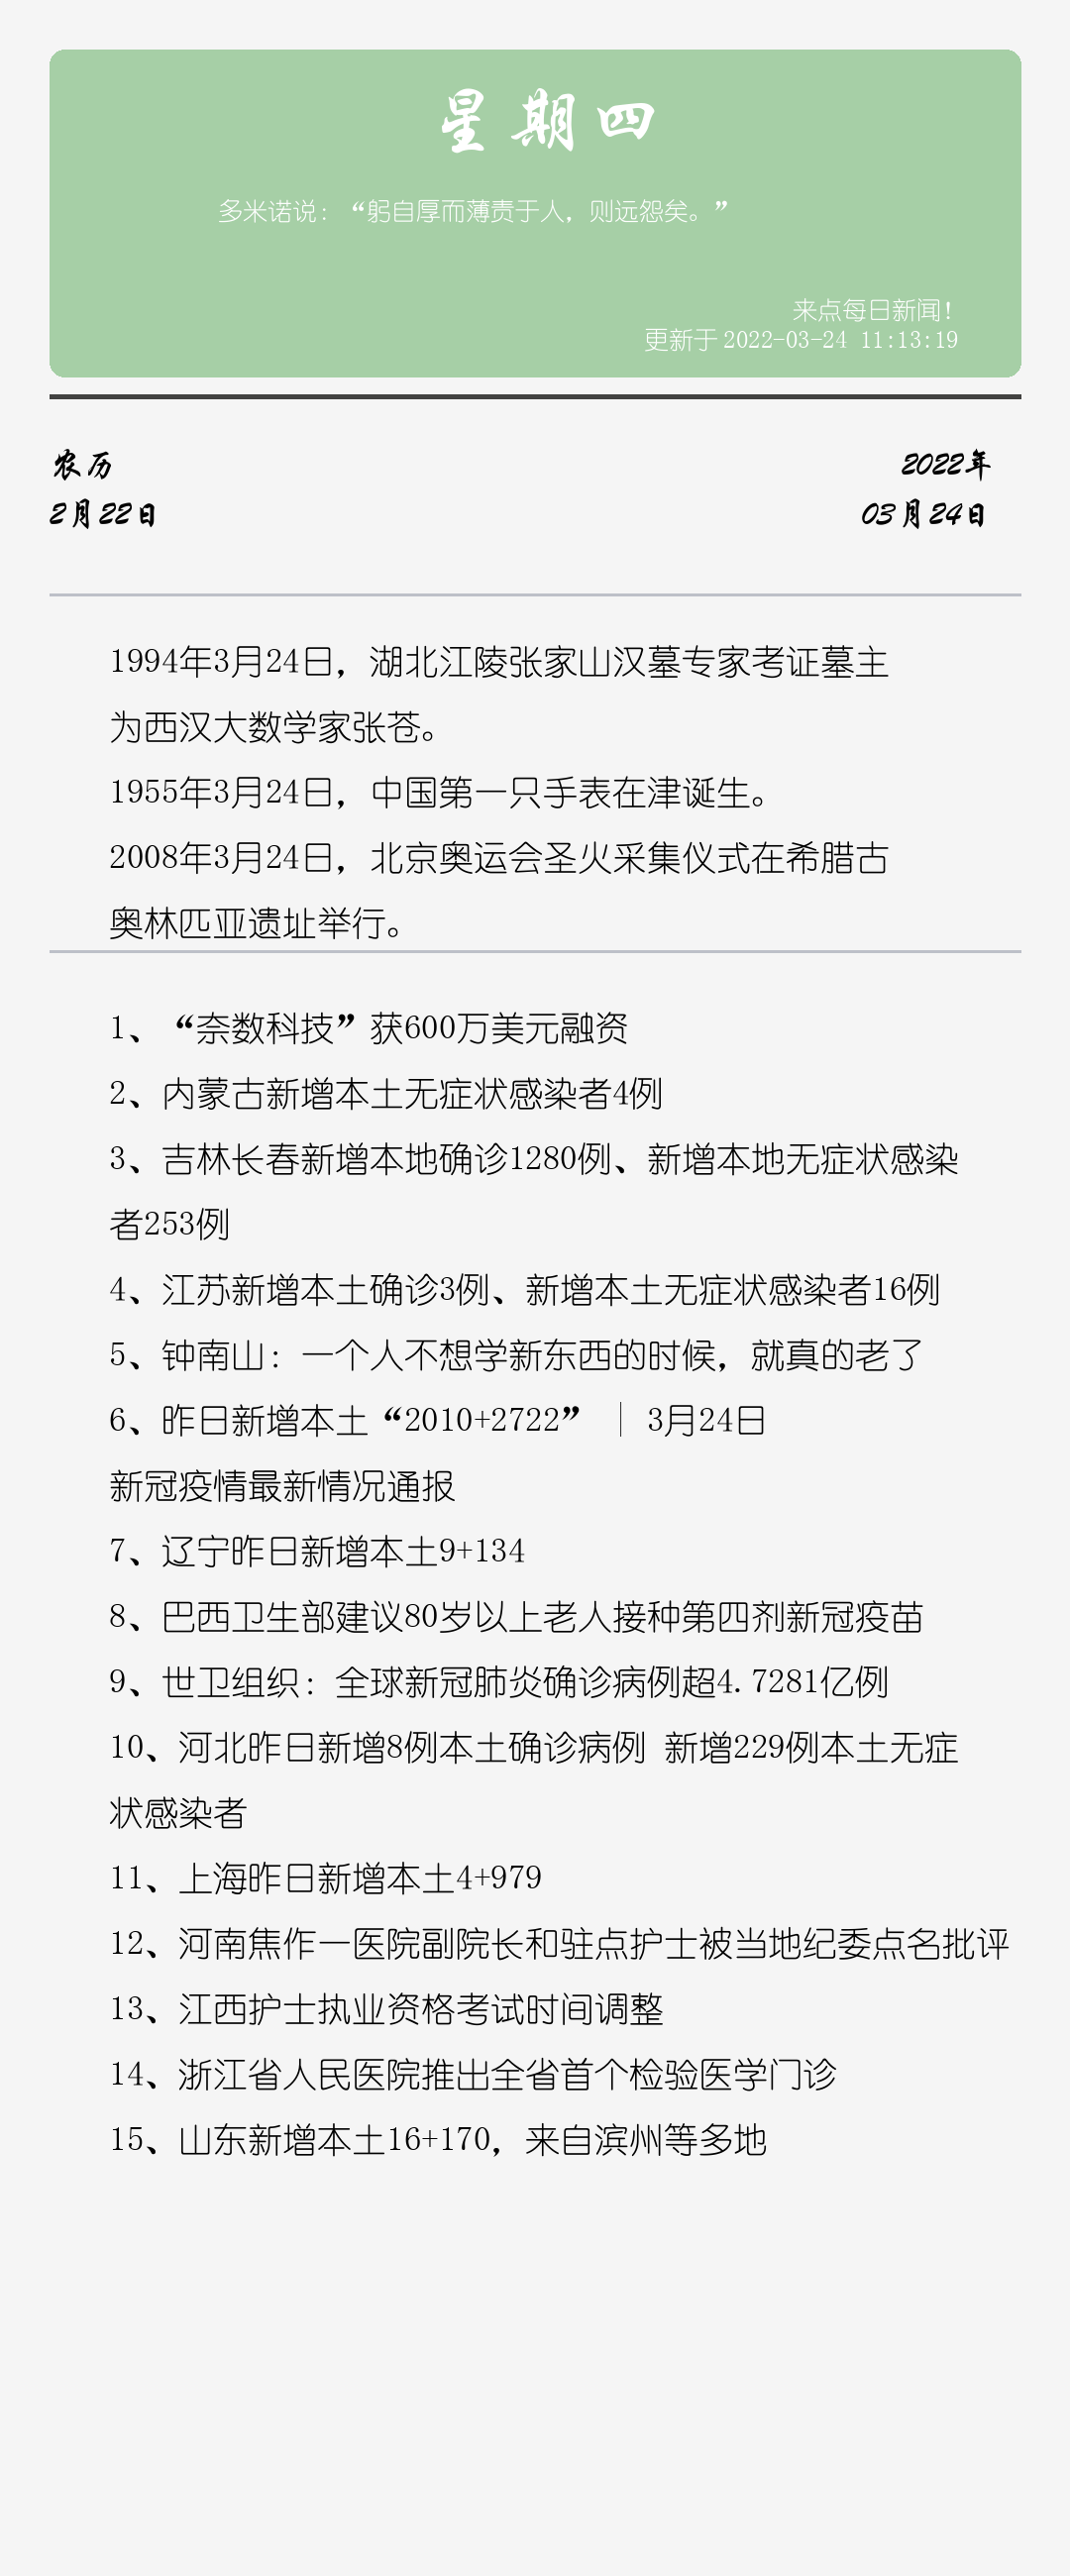 星期四
多米诺说：“躬自厚而薄责于人，则远怨矣。”
来点每日新闻！
更新于 2022-03-24 11:13:19
农历
2月22日
2022年
03月24日
1994年3月24日，湖北江陵张家山汉墓专家考证墓主
为西汉大数学家张苍。
1955年3月24日，中国第一只手表在津诞生。
2008年3月24日，北京奥运会圣火采集仪式在希腊古
奥林匹亚遗址举行。
1、“奈数科技”获600万美元融资
2、内蒙古新增本土无症状感染者4例
3、吉林长春新增本地确诊1280例、新增本地无症状感染
者253例
4、江苏新增本土确诊3例、新增本土无症状感染者16例
5、钟南山：一个人不想学新东西的时候，就真的老了
6、昨日新增本土“2010+2722”｜ 3月24日
新冠疫情最新情况通报
7、辽宁昨日新增本土9+134
8、巴西卫生部建议80岁以上老人接种第四剂新冠疫苗
9、世卫组织：全球新冠肺炎确诊病例超4.7281亿例
10、河北昨日新增8例本土确诊病例 新增229例本土无症
状感染者
11、上海昨日新增本土4+979
12、河南焦作一医院副院长和驻点护士被当地纪委点名批评
13、江西护士执业资格考试时间调整
14、浙江省人民医院推出全省首个检验医学门诊
15、山东新增本土16+170，来自滨州等多地